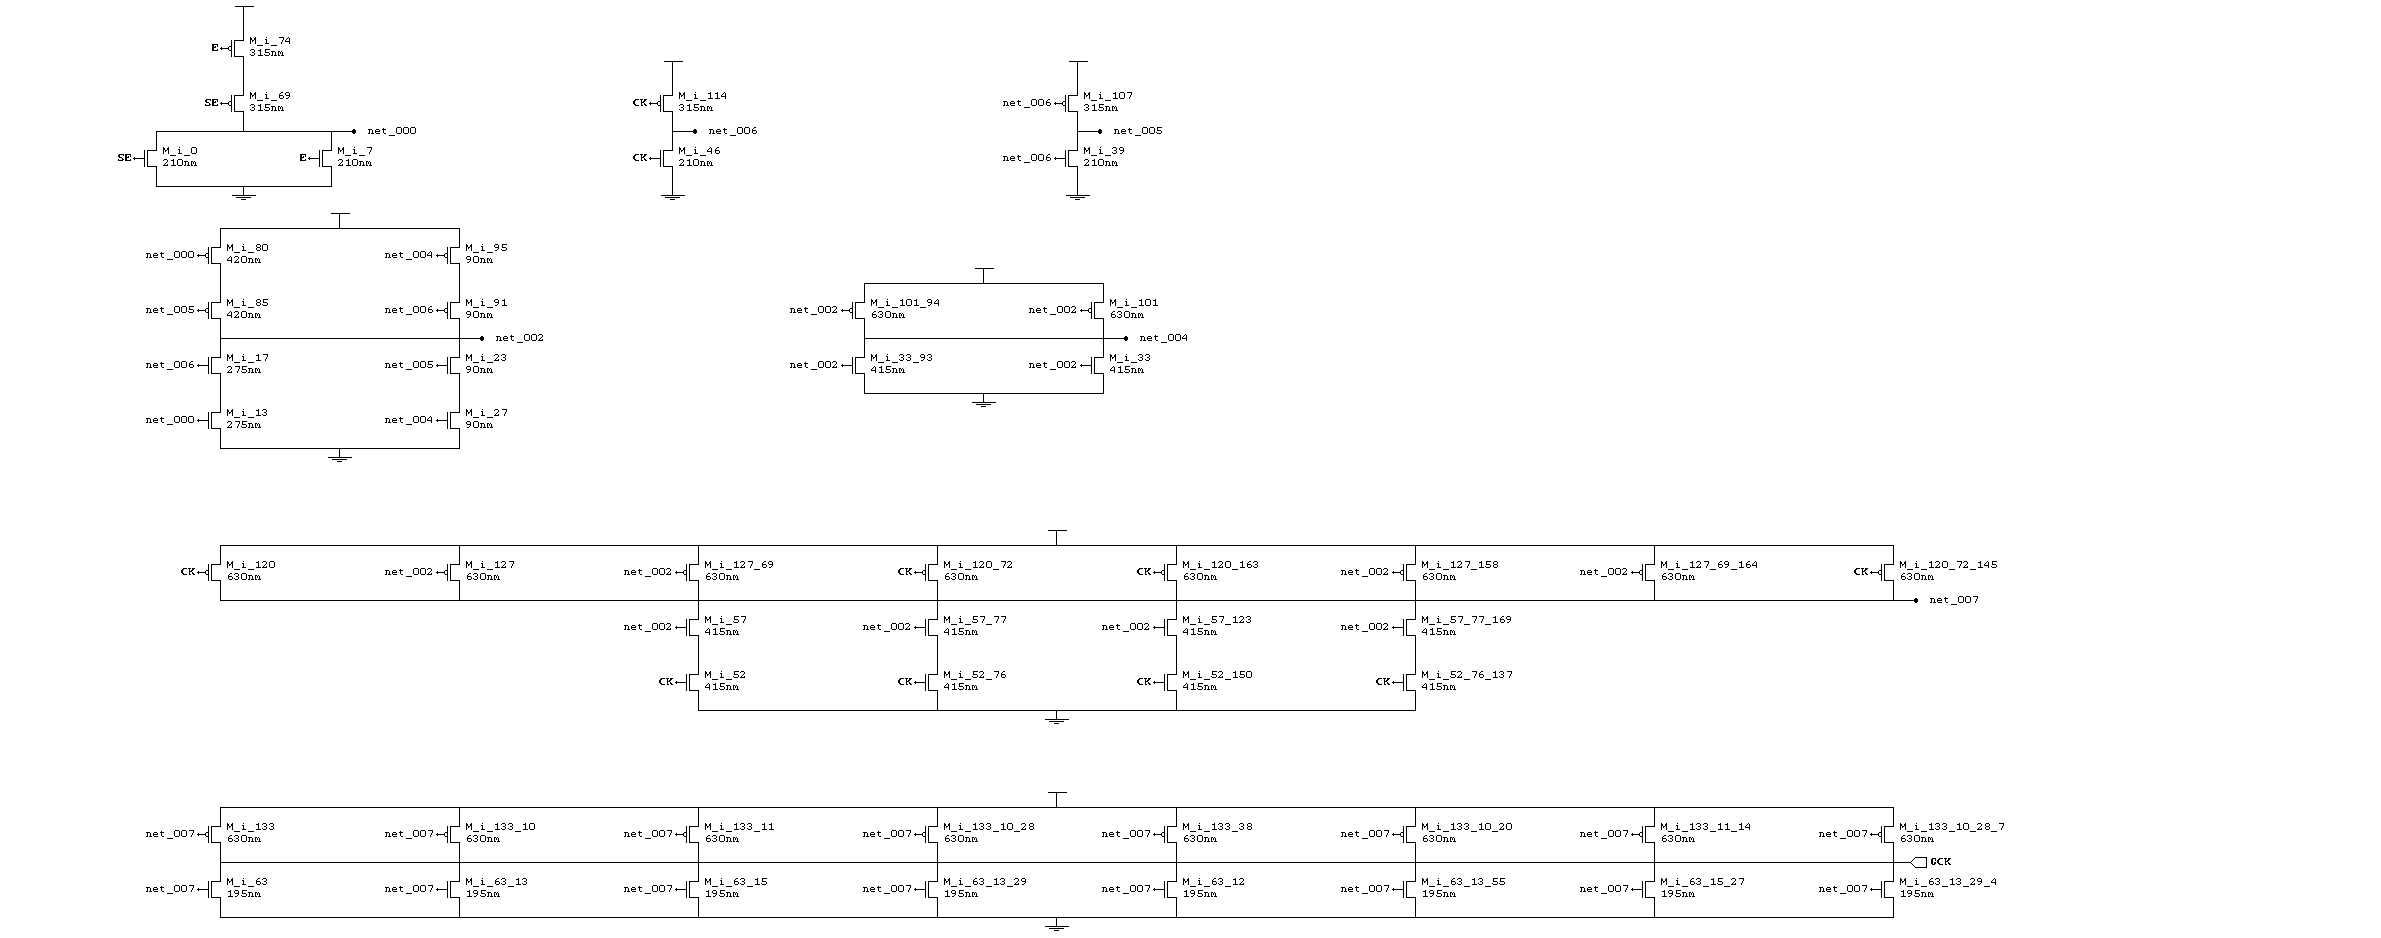 E M_i_74
315nm
SE M_i_69
315nm
net_000
SE M_i_0
210nm
E M_i_7
210nm
CK M_i_114
315nm
net_006
CK M_i_46
210nm
net_006 M_i_107
315nm
net_005
net_006 M_i_39
210nm
net_000 M_i_80
420nm
net_004 M_i_95
90nm
net_005 M_i_85
420nm
net_006 M_i_91
90nm
net_002
net_006 M_i_17
275nm
net_005 M_i_23
90nm
net_000 M_i_13
275nm
net_004 M_i_27
90nm
net_002 M_i_101_94
630nm
net_002 M_i_101
630nm
net_004
net_002 M_i_33_93
415nm
net_002 M_i_33
415nm
CK M_i_120
630nm
net_002 M_i_127
630nm
net_002 M_i_127_69
630nm
CK M_i_120_72
630nm
CK M_i_120_163
630nm
net_002 M_i_127_158
630nm
net_002 M_i_127_69_164
630nm
CK M_i_120_72_145
630nm
net_007
net_002 M_i_57
415nm
net_002 M_i_57_77
415nm
net_002 M_i_57_123
415nm
net_002 M_i_57_77_169
415nm
CK M_i_52
415nm
CK M_i_52_76
415nm
CK M_i_52_150
415nm
CK M_i_52_76_137
415nm
net_007 M_i_133
630nm
net_007 M_i_133_10
630nm
net_007 M_i_133_11
630nm
net_007 M_i_133_10_28
630nm
net_007 M_i_133_38
630nm
net_007 M_i_133_10_20
630nm
net_007 M_i_133_11_14
630nm
net_007 M_i_133_10_28_7
630nm
GCK
net_007 M_i_63
195nm
net_007 M_i_63_13
195nm
net_007 M_i_63_15
195nm
net_007 M_i_63_13_29
195nm
net_007 M_i_63_12
195nm
net_007 M_i_63_13_55
195nm
net_007 M_i_63_15_27
195nm
net_007 M_i_63_13_29_4
195nm